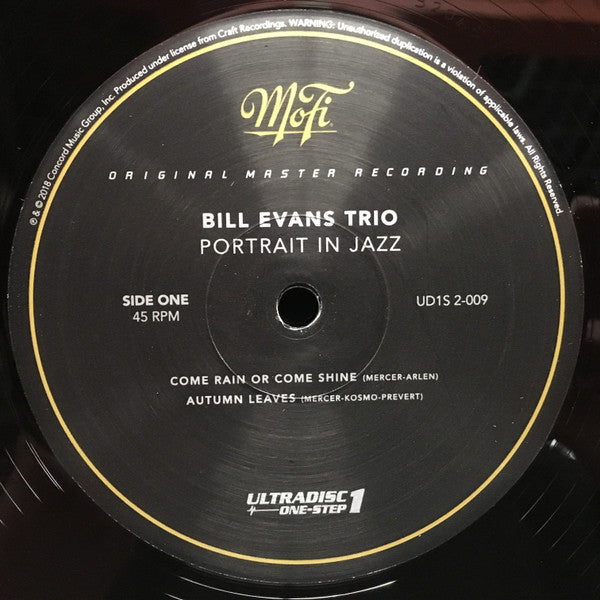 ℗ & © 2018 Concord Music Group, Inc. Produced under license from Craft Recordings. WARNING: Unauthorized duplication is a violation of applicable laws. All Rights Reserved.
MoFi
ORIGINAL MASTER RECORDING
BILL EVANS TRIO
PORTRAIT IN JAZZ
SIDE ONE
45 RPM
UD1S 2-009
COME RAIN OR COME SHINE (MERCER-ARLEN)
AUTUMN LEAVES (MERCER-KOSMO-PREVERT)
ULTRADISC
ONE-STEP 1